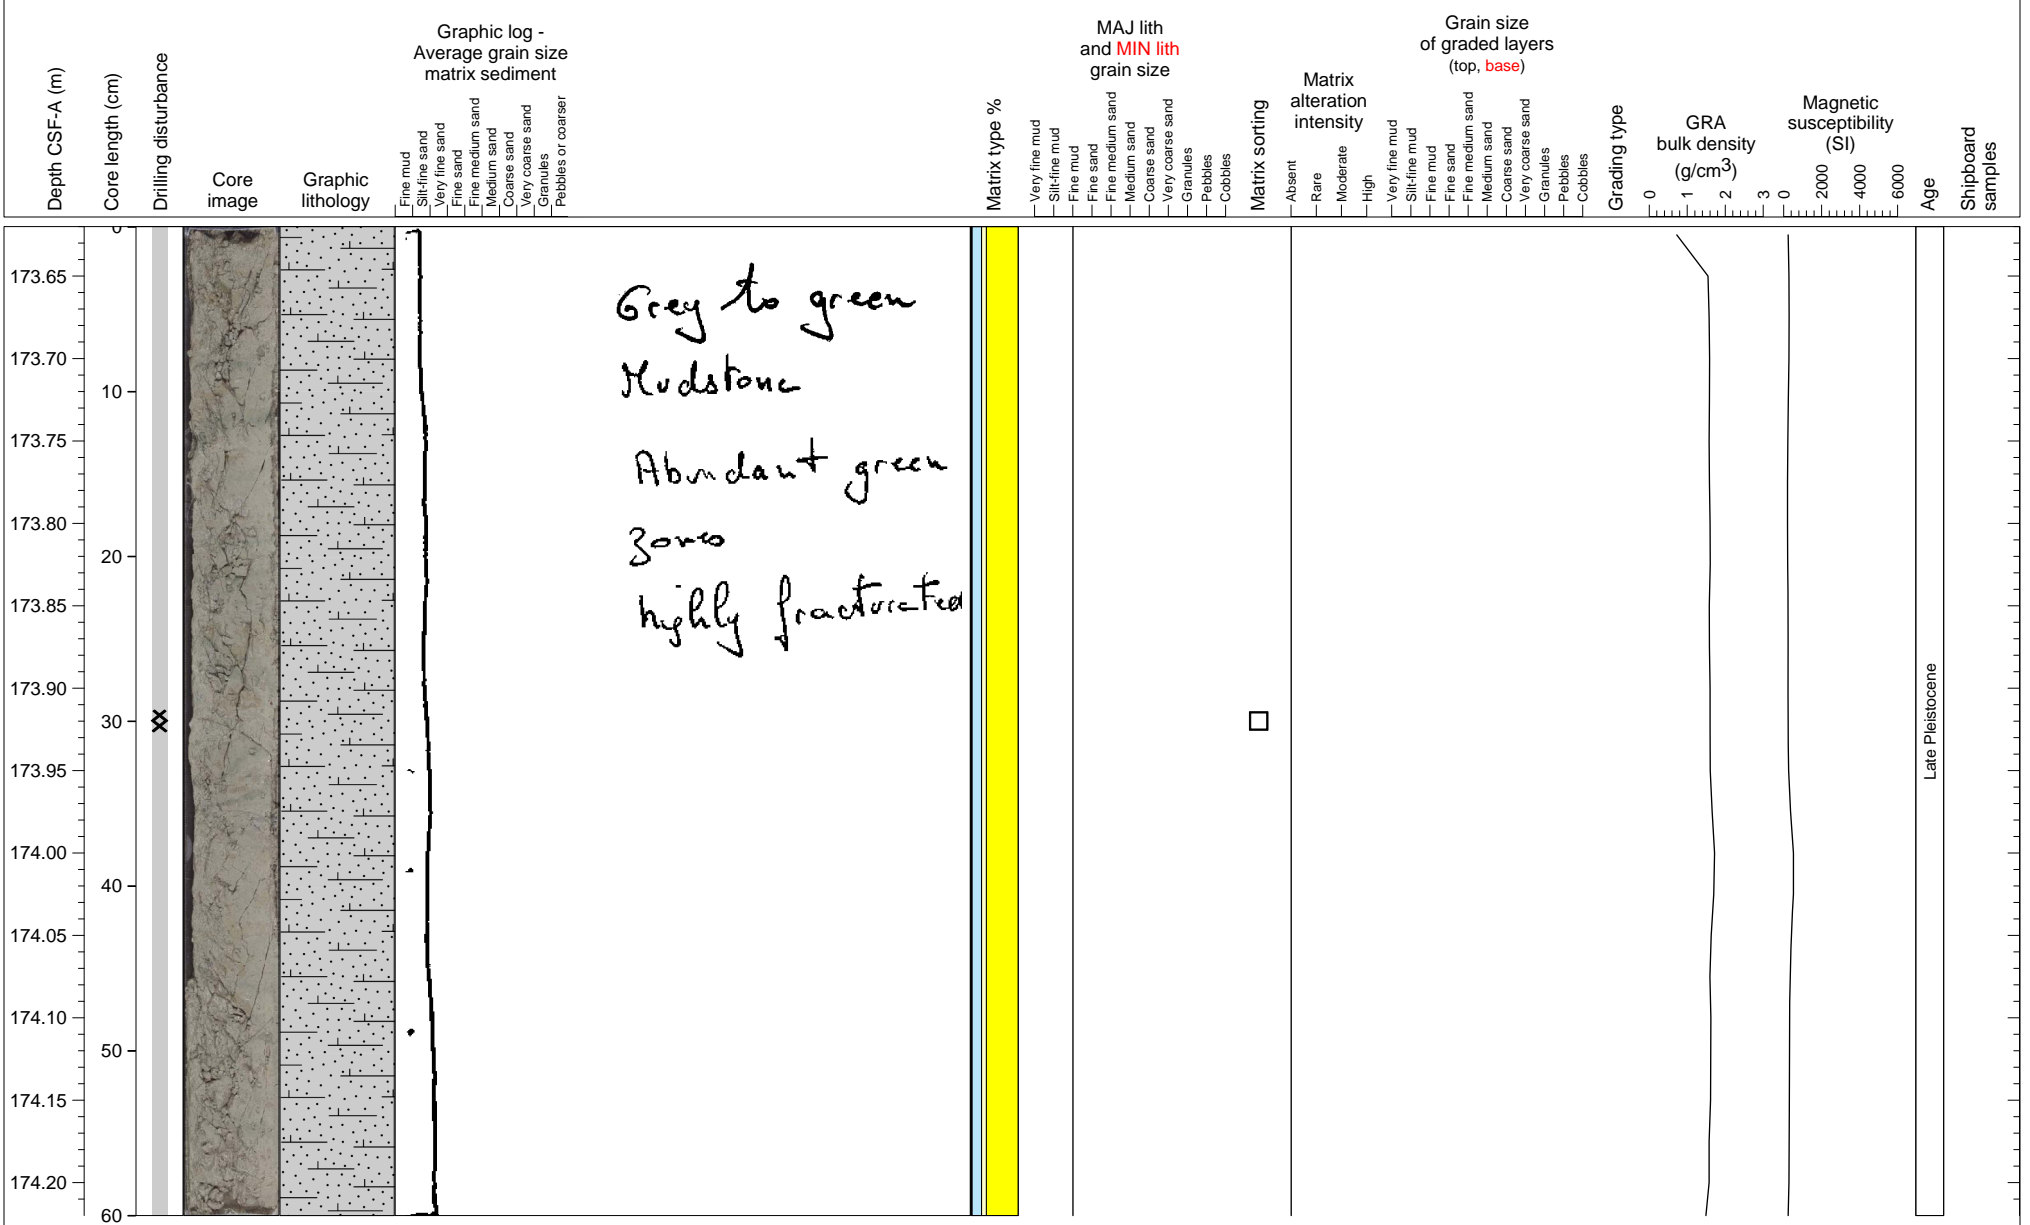 Depth CSF-A (m)
Core length (cm)
Drilling disturbance
Core
image
Graphic
lithology
Graphic log -
Average grain size
matrix sediment
Fine mud
Silt-fine sand
Very fine sand
Fine sand
Fine medium sand
Medium sand
Coarse sand
Very coarse sand
Granules
Pebbles or coarser
Matrix type %
MAJ lith
and MIN lith
grain size
Very fine mud
Silt-fine mud
Fine mud
Fine sand
Fine medium sand
Medium sand
Coarse sand
Very coarse sand
Granules
Pebbles
Cobbles
Matrix sorting
Matrix
alteration
intensity
Absent
Rare
Moderate
High
Grain size
of graded layers
(top, base)
Very fine mud
Silt-fine mud
Fine mud
Fine sand
Fine medium sand
Medium sand
Coarse sand
Very coarse sand
Granules
Pebbles
Cobbles
Grading type
GRA
bulk density
(g/cm3)
0 1 2 3
Magnetic
susceptibility
(SI)
0 2000 4000 6000
Age
Shipboard
samples
173.65
173.70
173.75
173.80
173.85
173.90
173.95
174.00
174.05
174.10
174.15
174.20
0
10
20
30
40
50
60
Grey to green
Mudstone
Abundant green
zones
highly fracturated
Late Pleistocene